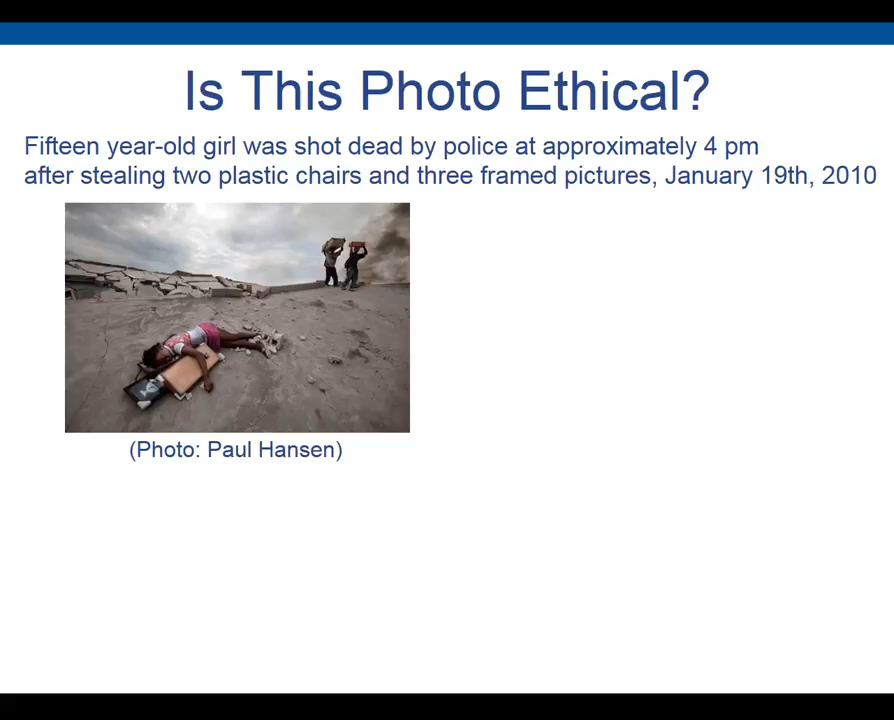 Is This Photo Ethical?
Fifteen year-old girl was shot dead by police at approximately 4 pm
after stealing two plastic chairs and three framed pictures, January 19th, 2010
(Photo: Paul Hansen)